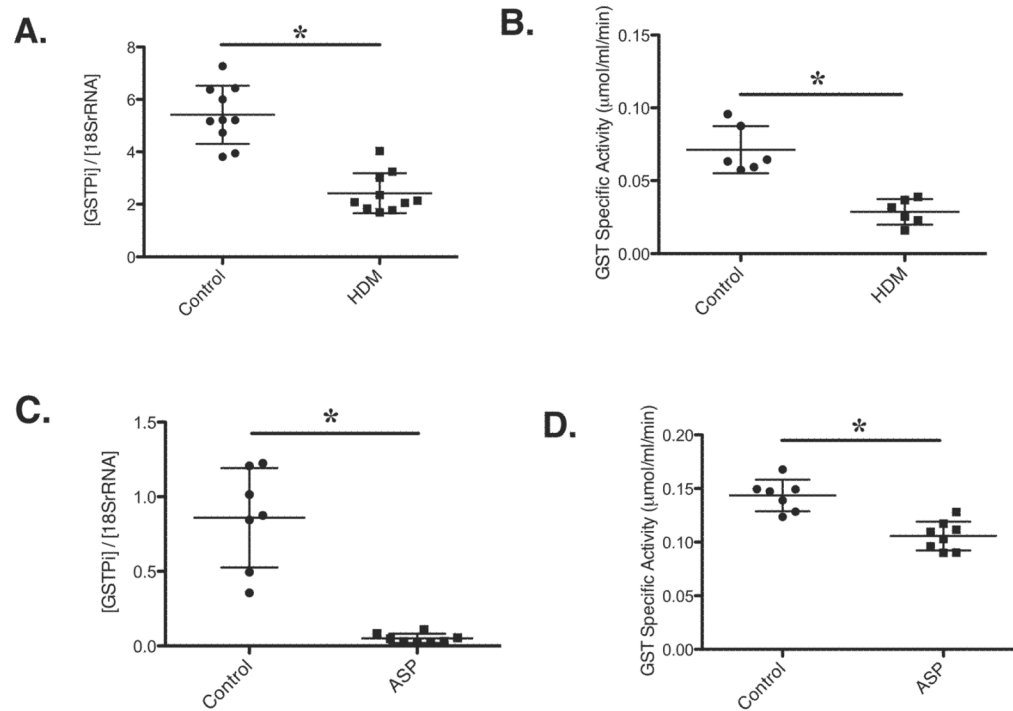 A.
*
[GSTPi] / [18SrRNA]
8
6
4
2
0
Control
HDM
B.
*
GST Specific Activity (μmol/ml/min)
0.15
0.10
0.05
0.00
Control
HDM
C.
*
[GSTPi] / [18SrRNA]
1.5
1.0
0.5
0.0
Control
ASP
D.
*
GST Specific Activity (μmol/ml/min)
0.20
0.15
0.10
0.05
0.00
Control
ASP